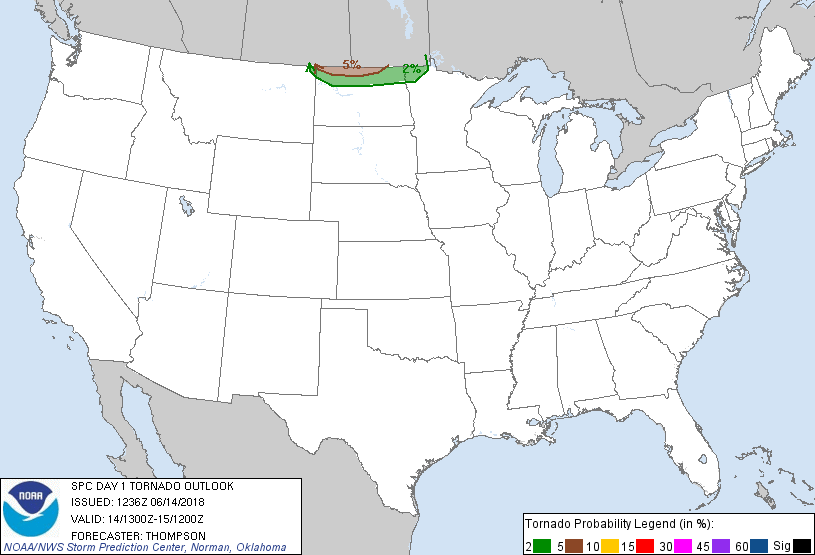 5%
2%
SPC DAY 1 TORNADO OUTLOOK
ISSUED: 1236Z 06/14/2018
VALID: 14/1300Z-15/1200Z
FORECASTER: THOMPSON
NOAA/NWS Storm Prediction Center, Norman, Oklahoma
NOAA
Tornado Probability Legend (in %):
2 5 10 15 30 45 60 Sig